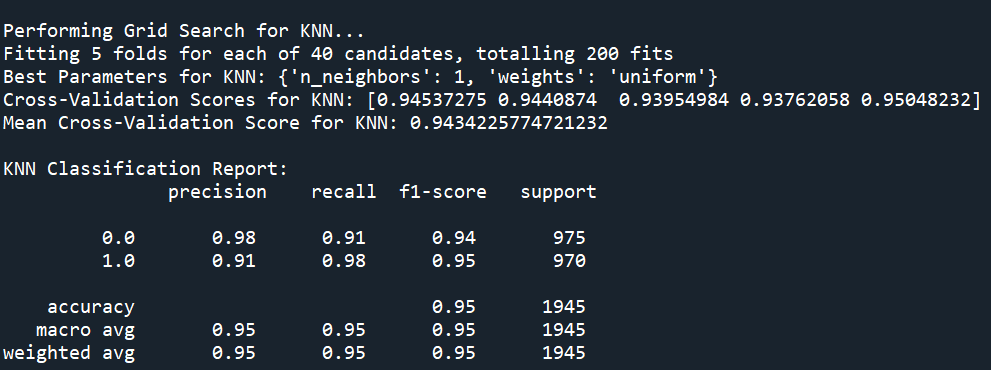 Performing Grid Search for KNN...
Fitting 5 folds for each of 40 candidates, totalling 200 fits
Best Parameters for KNN: {'n_neighbors': 1, 'weights': 'uniform'}
Cross-Validation Scores for KNN: [0.94537275 0.9440874  0.93954984 0.93762058 0.95048232]
Mean Cross-Validation Score for KNN: 0.9434225774721232
KNN Classification Report:
precision recall f1-score support
0.0 0.98 0.91 0.94 975
1.0 0.91 0.98 0.95 970
accuracy 0.95 1945
macro avg 0.95 0.95 0.95 1945
weighted avg 0.95 0.95 0.95 1945